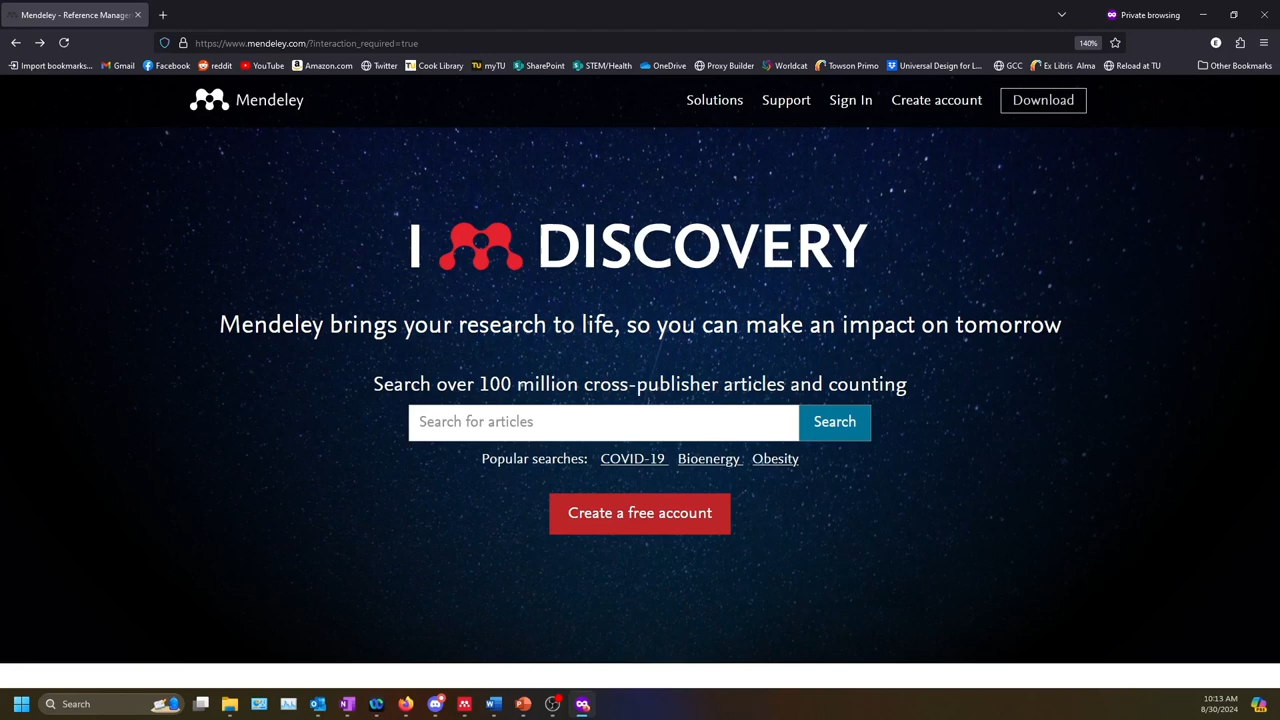 Mendeley - Reference Manage
Private browsing
https://www.mendeley.com/?interaction_required=true
140%
Import bookmarks... Gmail Facebook reddit YouTube Amazon.com Twitter Cook Library myTU SharePoint STEM/Health OneDrive Proxy Builder Worldcat Towson Primo Universal Design for L... GCC Ex Libris Alma Reload at TU Other Bookmarks
Mendeley Solutions Support Sign In Create account Download
I DISCOVERY
Mendeley brings your research to life, so you can make an impact on tomorrow
Search over 100 million cross-publisher articles and counting
Search for articles Search
Popular searches: COVID-19 Bioenergy Obesity
Create a free account
Search
10:13 AM
8/30/2024